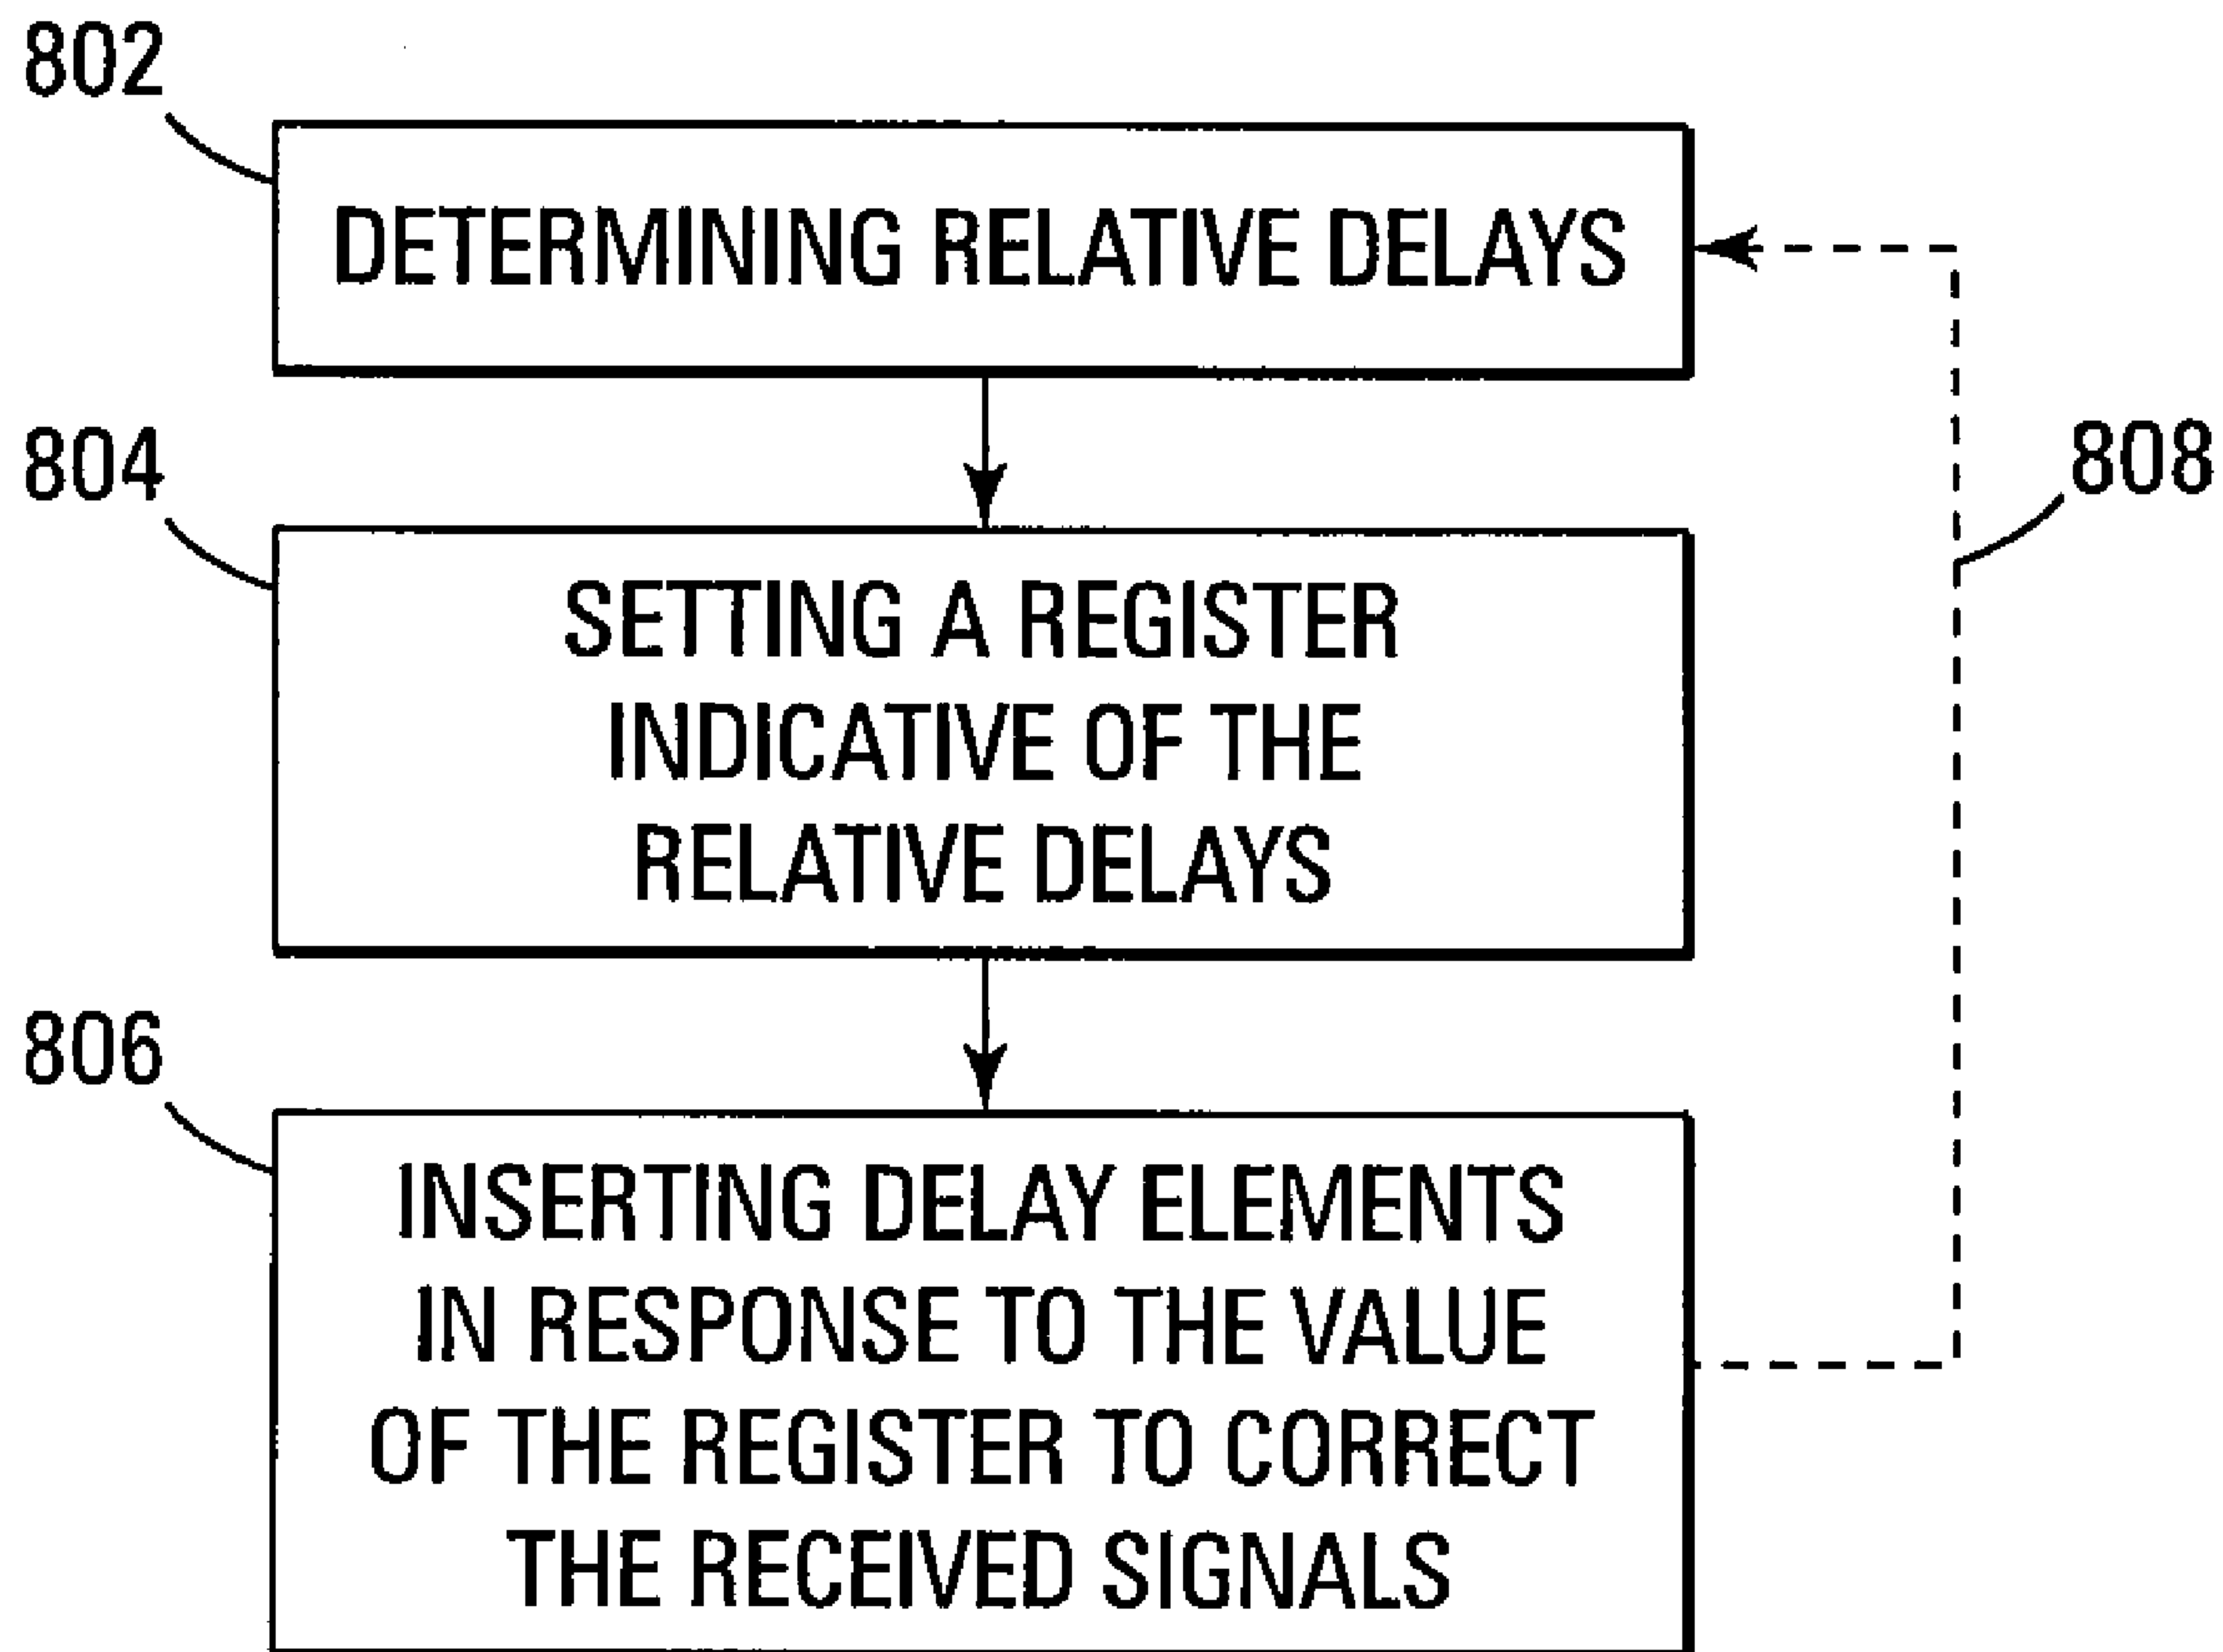 802
DETERMINING RELATIVE DELAYS
804
808
SETTING A REGISTER
INDICATIVE OF THE
RELATIVE DELAYS
806
INSERTING DELAY ELEMENTS
IN RESPONSE TO THE VALUE
OF THE REGISTER TO CORRECT
THE RECEIVED SIGNALS